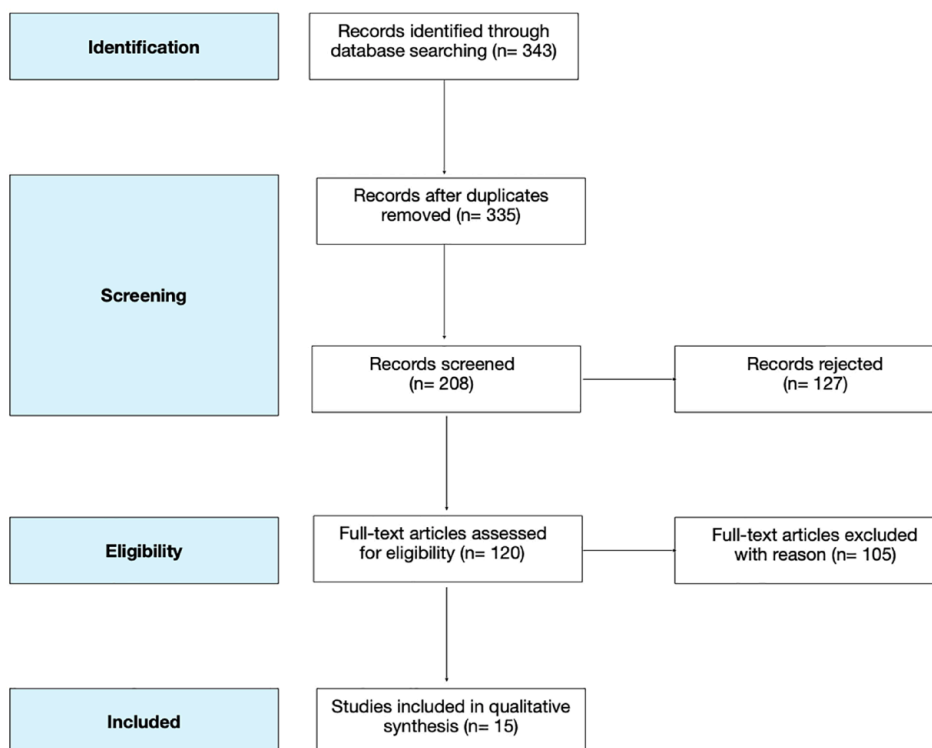 Identification
Records identified through
database searching (n= 343)
Screening
Records after duplicates
removed (n= 335)
Records screened
(n= 208)
Records rejected
(n= 127)
Eligibility
Full-text articles assessed
for eligibility (n= 120)
Full-text articles excluded
with reason (n= 105)
Included
Studies included in qualitative
synthesis (n= 15)